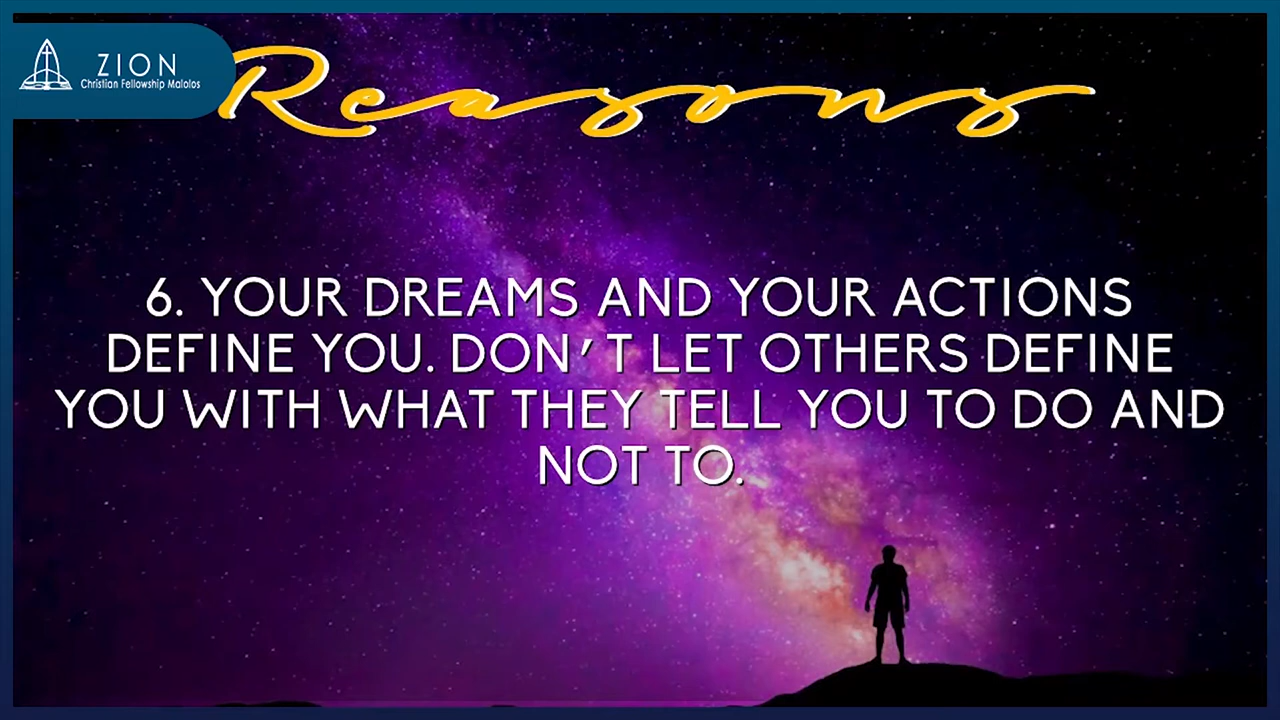 ZION
Christian Fellowship Malolos
Reasons
6. YOUR DREAMS AND YOUR ACTIONS
DEFINE YOU. DON'T LET OTHERS DEFINE
YOU WITH WHAT THEY TELL YOU TO DO AND
NOT TO.